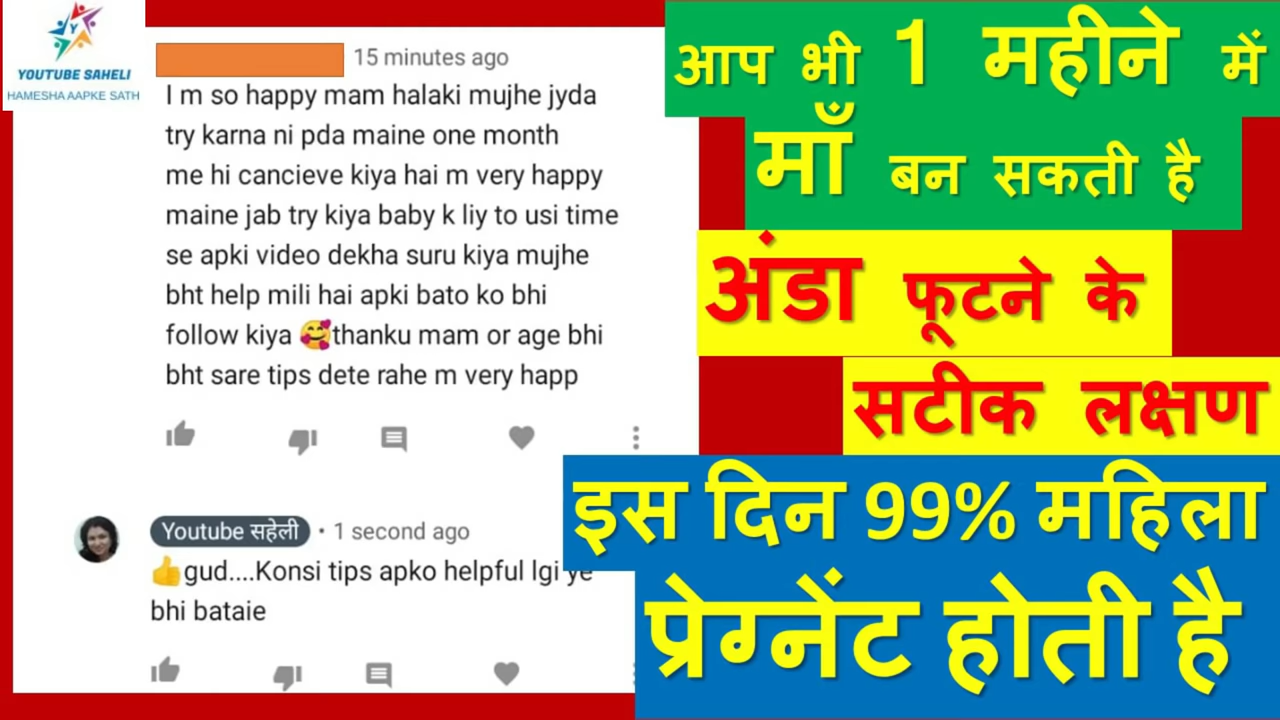 YOUTUBE SAHELI
HAMESHA AAPKE SATH
15 minutes ago
I m so happy mam halaki mujhe jyda
try karna ni pda maine one month
me hi cancieve kiya hai m very happy
maine jab try kiya baby k liy to usi time
se apki video dekha suru kiya mujhe
bht help mili hai apki bato ko bhi
follow kiya 🥰thanku mam or age bhi
bht sare tips dete rahe m very happ
Youtube सहेली • 1 second ago
👍gud....Konsi tips apko helpful lgi ye
bhi bataie
आप भी 1 महीने में
माँ बन सकती है
अंडा फूटने के
सटीक लक्षण
इस दिन 99% महिला
प्रेग्नेंट होती है